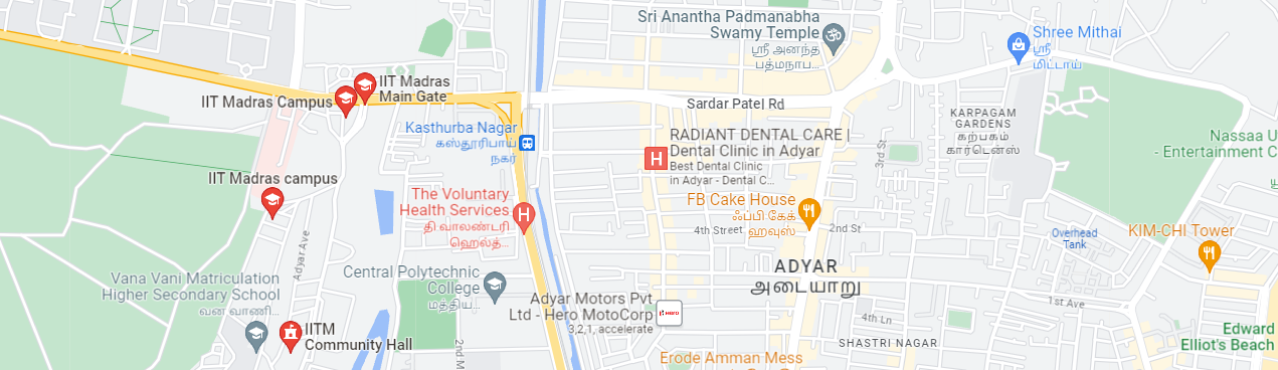 Sri Anantha Padmanabha
Swamy Temple
ஸ்ரீ அனந்த
பத்மநாப...
Shree Mithai
ஸ்ரீ
மிட்டாய்
IIT Madras
Main Gate
IIT Madras Campus
Sardar Patel Rd
KARPAGAM
GARDENS
கற்பகம்
கார்டென்ஸ்
Kasthurba Nagar
கஸ்தூரிபாய்
நகர்
RADIANT DENTAL CARE |
Dental Clinic in Adyar
Best Dental Clinic
in Adyar - Dental C...
Nassaa U
- Entertainment C
3rd St
IIT Madras campus
The Voluntary
Health Services
தி வாலண்டரி
ஹெல்த்...
FB Cake House
ஃப்பி கேக்
ஹவுஸ்
4th Street
2nd St
Overhead
Tank
KIM-CHI Tower
Adyar Ave
Vana Vani Matriculation
Higher Secondary School
வன வாணி...
Central Polytechnic
College
மத்திய...
ADYAR
அடையாறு
1st Ave
Adyar Motors Pvt
Ltd - Hero MotoCorp
3,2,1, accelerate
4th Ln
IITM
Community Hall
2nd M
SHASTRI NAGAR
Edward
Elliot's Beach
Erode Amman Mess